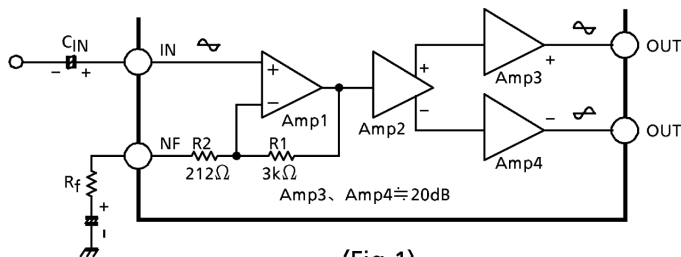 CIN
IN
+
−
+
−
Amp1
Amp2
+
−
Amp3
+
OUT
Amp4
−
OUT
− +
NF
R2
212Ω
R1
3kΩ
Rf
+
−
Amp3、Amp4≒20dB
(Fig. 1)